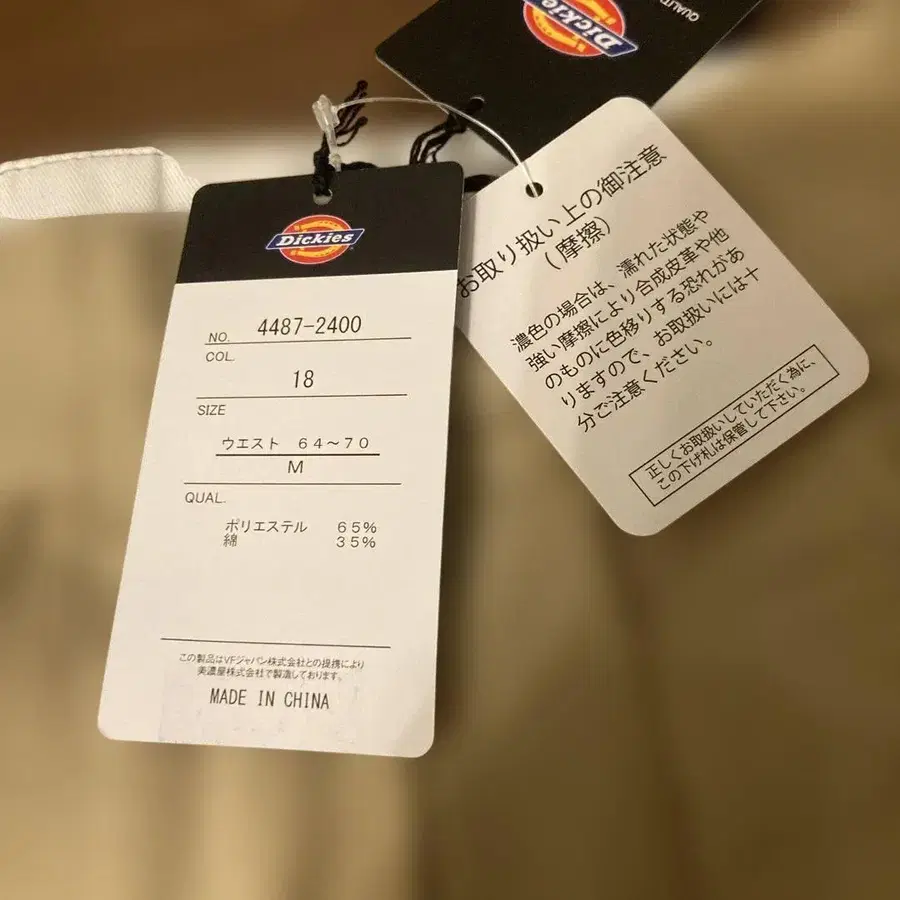 Dickies
QUALITY
Dickies
NO. 4487-2400
COL.
18
SIZE
ウエスト 64～70
M
QUAL.
ポリエステル 65%
綿 35%
この製品はVFジャパン株式会社との提携により
美濃屋株式会社で製造しております。
MADE IN CHINA
お取り扱い上の御注意
(摩擦)
濃色の場合は、濡れた状態や
強い摩擦により合成皮革や他
のものに色移りする恐れがあ
りますので、お取扱いには十
分ご注意ください。
正しくお取扱いしていただく為に、
この下げ札は保管して下さい。